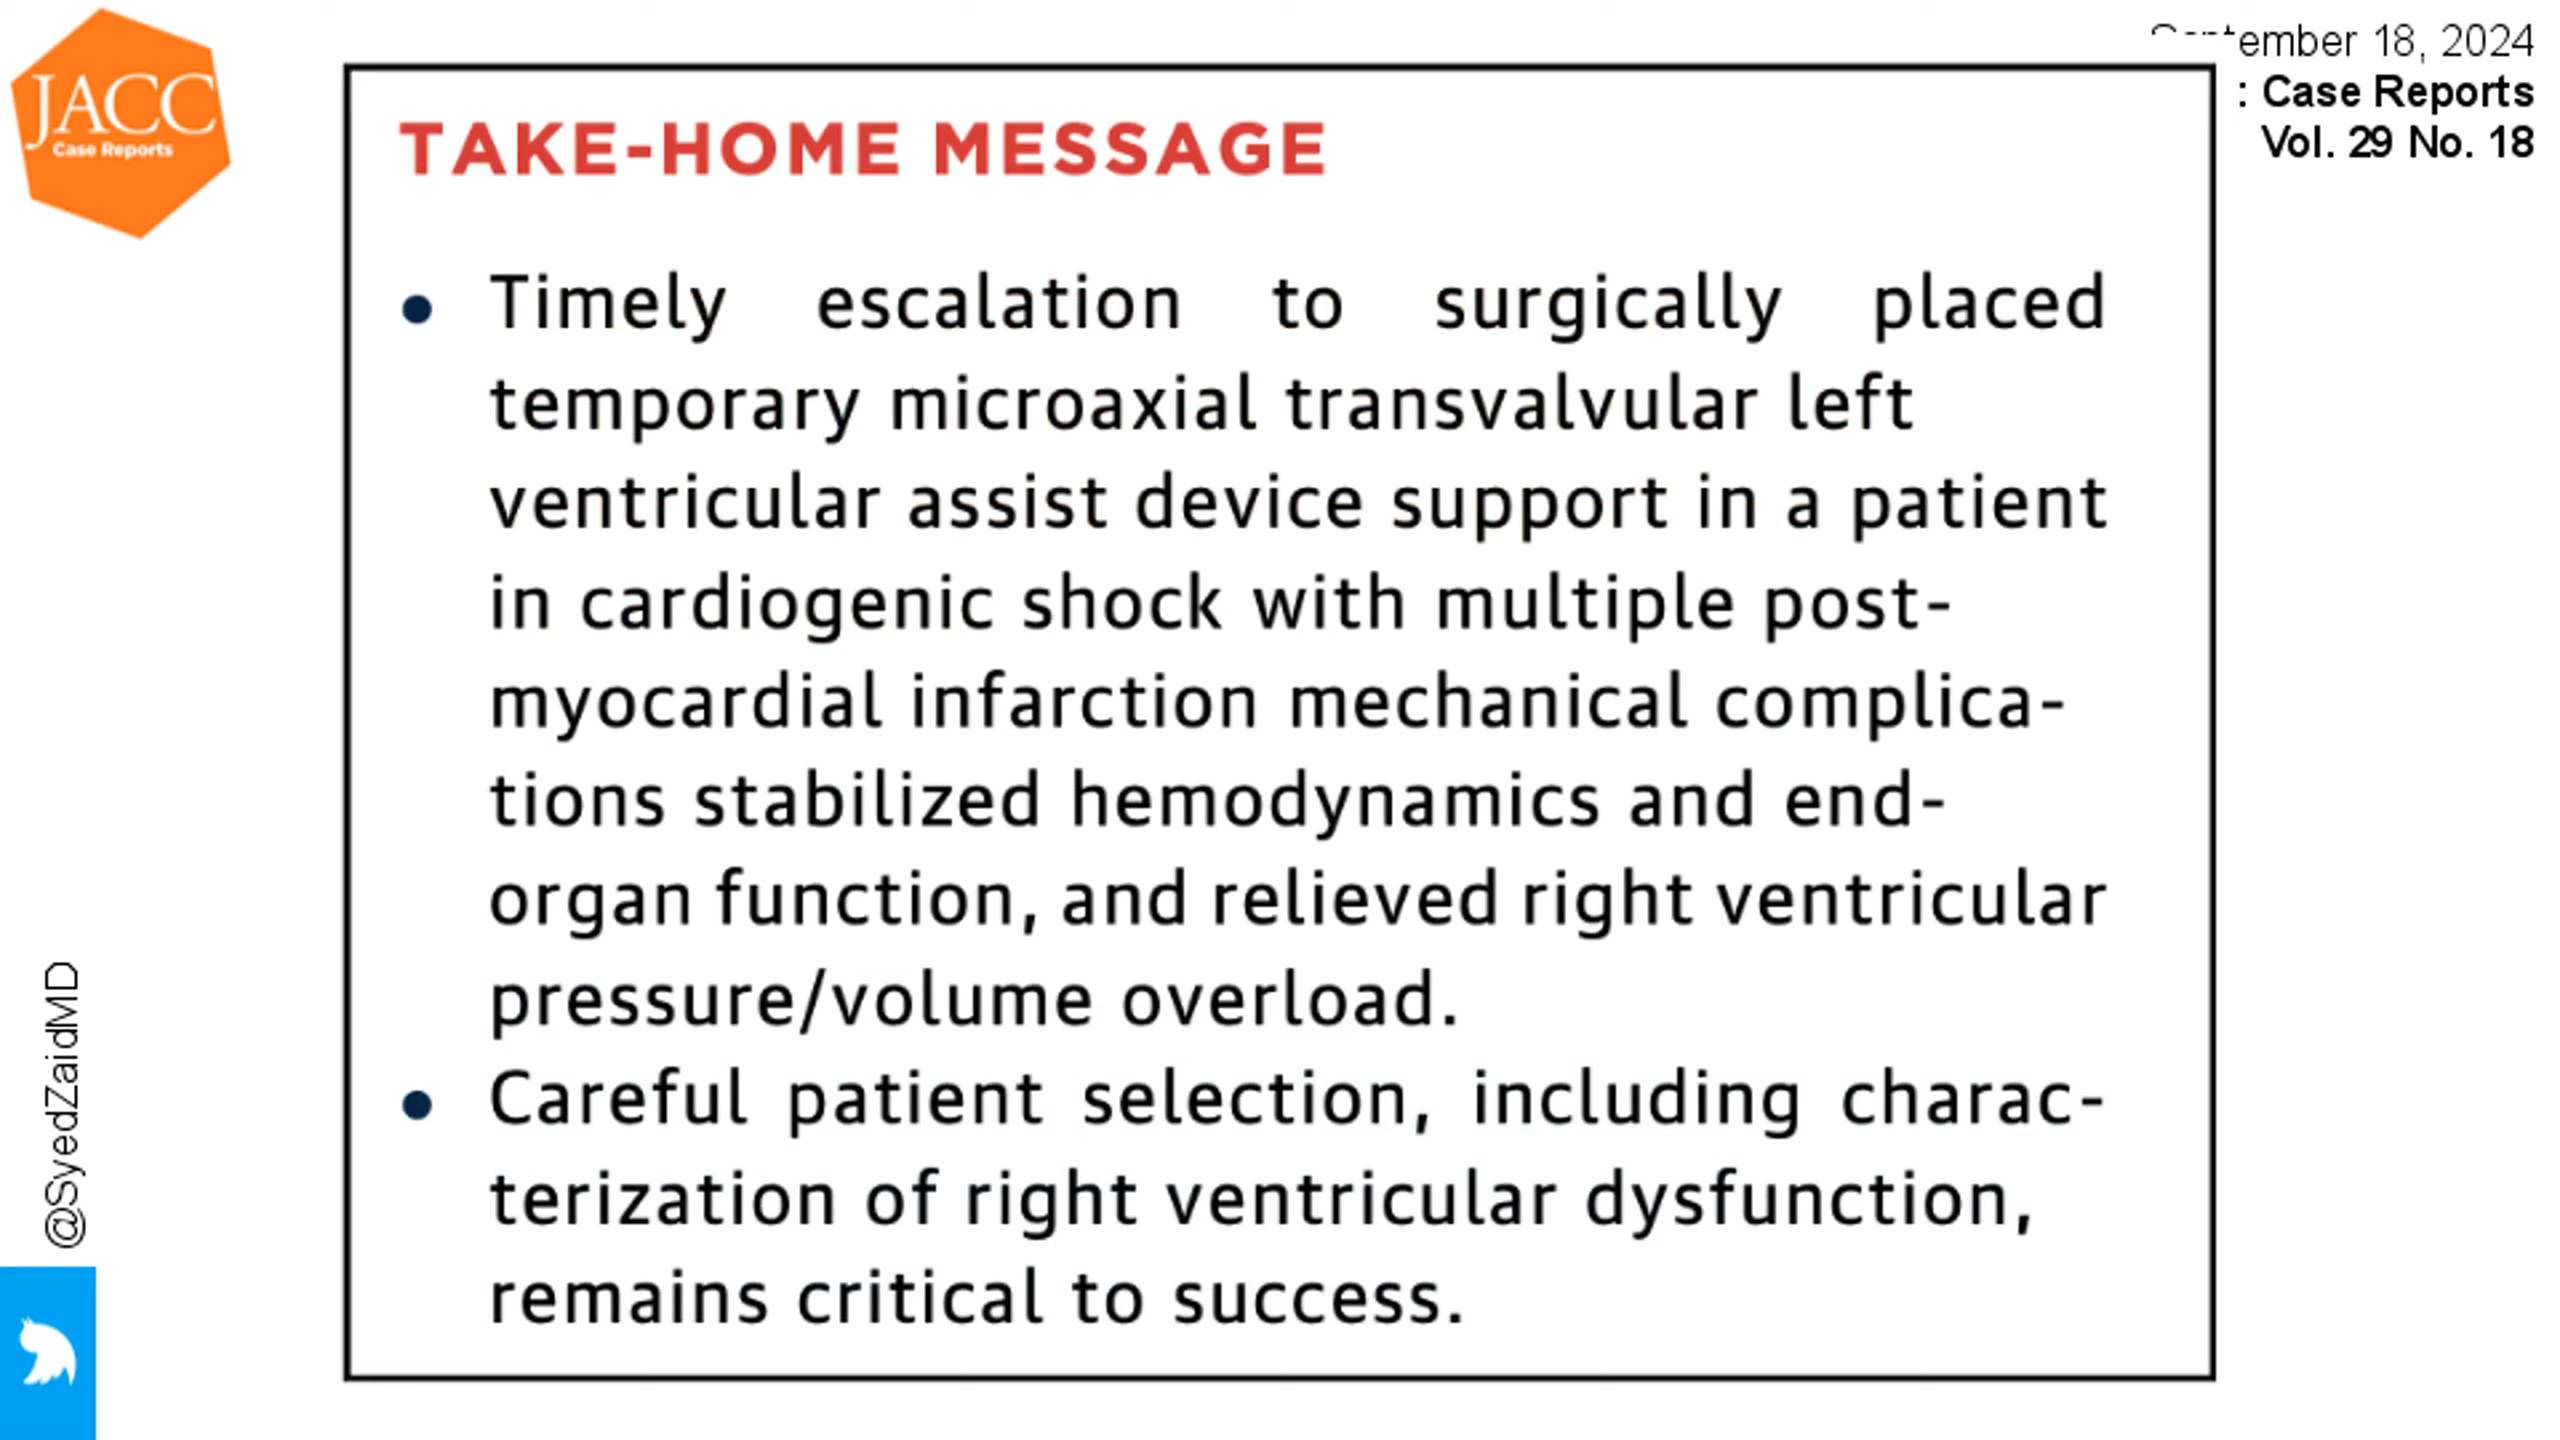 JACC
Case Reports
ember 18, 2024
: Case Reports
Vol. 29 No. 18
TAKE-HOME MESSAGE
• Timely escalation to surgically placed
temporary microaxial transvalvular left
ventricular assist device support in a patient
in cardiogenic shock with multiple post-
myocardial infarction mechanical complica-
tions stabilized hemodynamics and end-
organ function, and relieved right ventricular
pressure/volume overload.
• Careful patient selection, including charac-
terization of right ventricular dysfunction,
remains critical to success.
@SyedZaidMD